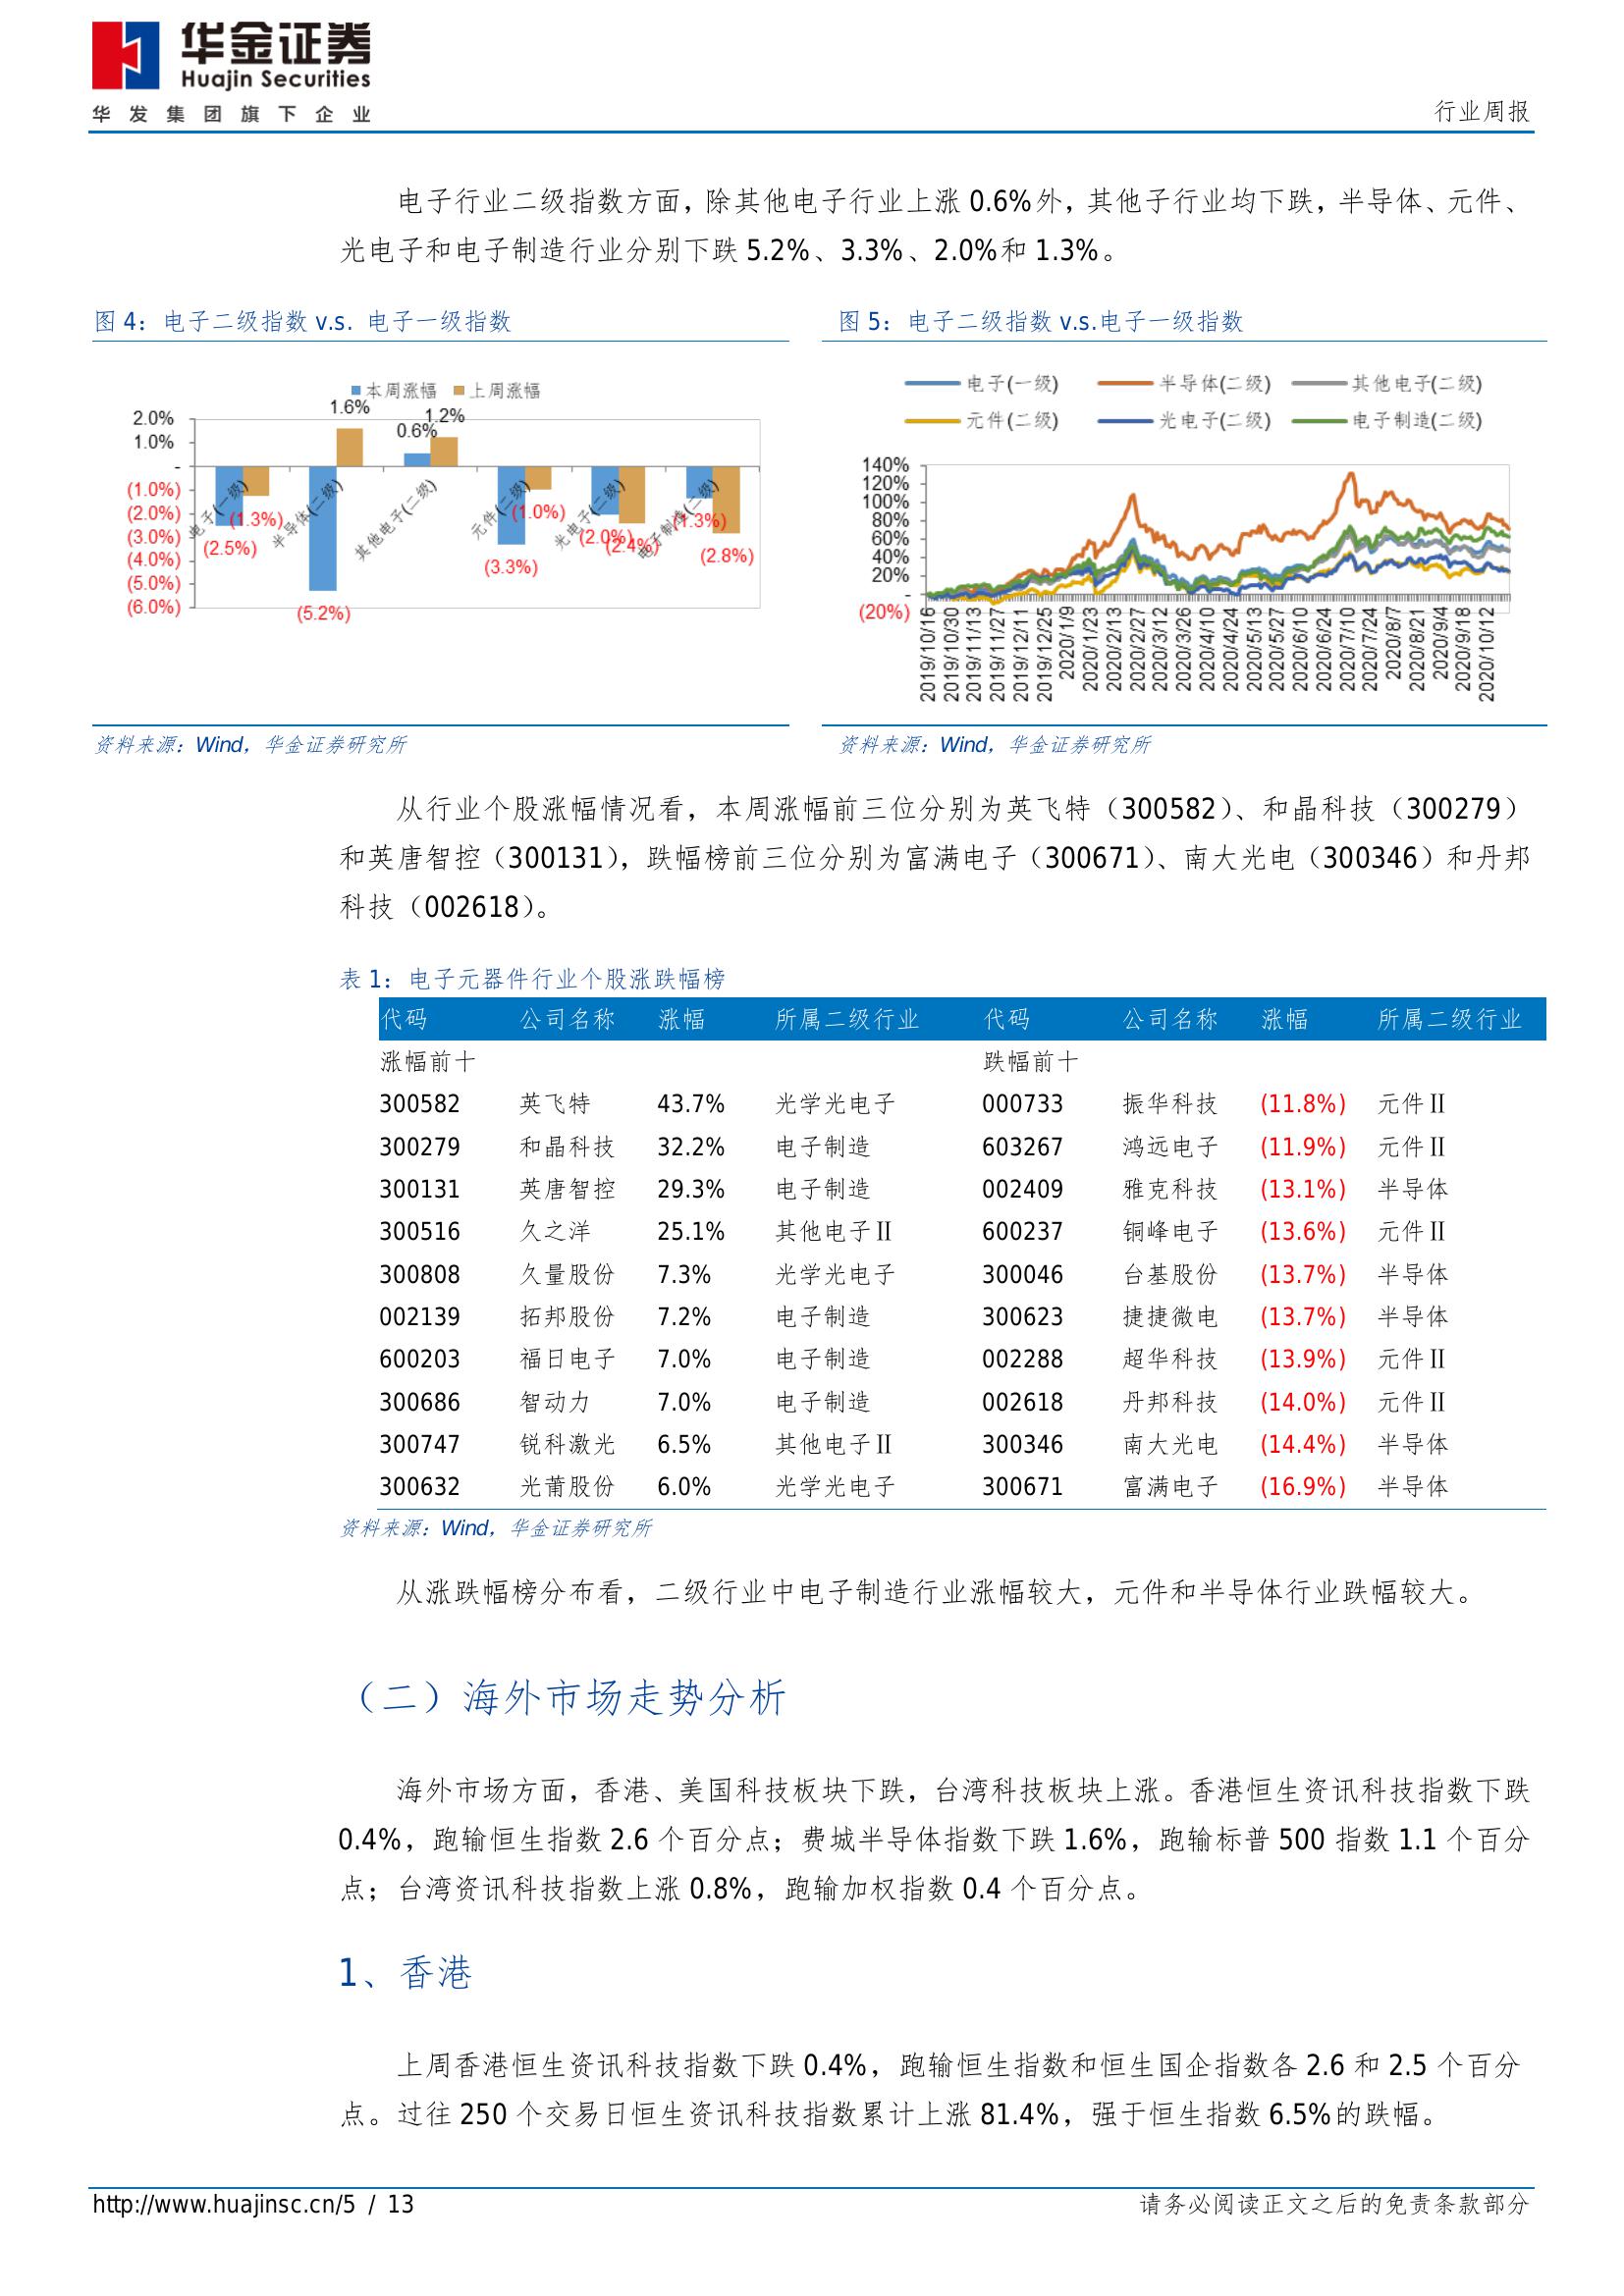 华金证券
Huajin Securities
华发集团旗下企业
行业周报
电子行业二级指数方面，除其他电子行业上涨 0.6%外，其他子行业均下跌，半导体、元件、
光电子和电子制造行业分别下跌 5.2%、3.3%、2.0%和 1.3%。
图 4：电子二级指数 v.s. 电子一级指数
本周涨幅 上周涨幅
2.0%
1.0%
-
(1.0%)
(2.0%)
(3.0%)
(4.0%)
(5.0%)
(6.0%)
1.6%
1.2%
0.6%
(1.3%)
(2.5%)
(5.2%)
(1.0%)
(3.3%)
(2.0%)
(2.4%)
(1.3%)
(2.8%)
电子(一级)
半导体(二级)
其他电子(二级)
元件(二级)
光电子(二级)
电子制造(二级)
资料来源：Wind，华金证券研究所
图 5：电子二级指数 v.s.电子一级指数
电子(一级) 半导体(二级) 其他电子(二级)
元件(二级) 光电子(二级) 电子制造(二级)
140%
120%
100%
80%
60%
40%
20%
-
(20%)
2019/10/16
2019/10/30
2019/11/13
2019/11/27
2019/12/11
2019/12/25
2020/1/9
2020/1/23
2020/2/13
2020/2/27
2020/3/12
2020/3/26
2020/4/10
2020/4/24
2020/5/13
2020/5/27
2020/6/10
2020/6/24
2020/7/10
2020/7/24
2020/8/7
2020/8/21
2020/9/4
2020/9/18
2020/10/12
资料来源：Wind，华金证券研究所
从行业个股涨幅情况看，本周涨幅前三位分别为英飞特（300582）、和晶科技（300279）
和英唐智控（300131），跌幅榜前三位分别为富满电子（300671）、南大光电（300346）和丹邦
科技（002618）。
表 1：电子元器件行业个股涨跌幅榜
代码 公司名称 涨幅 所属二级行业 代码 公司名称 涨幅 所属二级行业
涨幅前十 跌幅前十
300582 英飞特 43.7% 光学光电子 000733 振华科技 (11.8%) 元件Ⅱ
300279 和晶科技 32.2% 电子制造 603267 鸿远电子 (11.9%) 元件Ⅱ
300131 英唐智控 29.3% 电子制造 002409 雅克科技 (13.1%) 半导体
300516 久之洋 25.1% 其他电子Ⅱ 600237 铜峰电子 (13.6%) 元件Ⅱ
300808 久量股份 7.3% 光学光电子 300046 台基股份 (13.7%) 半导体
002139 拓邦股份 7.2% 电子制造 300623 捷捷微电 (13.7%) 半导体
600203 福日电子 7.0% 电子制造 002288 超华科技 (13.9%) 元件Ⅱ
300686 智动力 7.0% 电子制造 002618 丹邦科技 (14.0%) 元件Ⅱ
300747 锐科激光 6.5% 其他电子Ⅱ 300346 南大光电 (14.4%) 半导体
300632 光莆股份 6.0% 光学光电子 300671 富满电子 (16.9%) 半导体
资料来源：Wind，华金证券研究所
从涨跌幅榜分布看，二级行业中电子制造行业涨幅较大，元件和半导体行业跌幅较大。
（二）海外市场走势分析
海外市场方面，香港、美国科技板块下跌，台湾科技板块上涨。香港恒生资讯科技指数下跌
0.4%，跑输恒生指数 2.6 个百分点；费城半导体指数下跌 1.6%，跑输标普 500 指数 1.1 个百分
点；台湾资讯科技指数上涨 0.8%，跑输加权指数 0.4 个百分点。
1、香港
上周香港恒生资讯科技指数下跌 0.4%，跑输恒生指数和恒生国企指数各 2.6 和 2.5 个百分
点。过往 250 个交易日恒生资讯科技指数累计上涨 81.4%，强于恒生指数 6.5%的跌幅。
http://www.huajinsc.cn/5 / 13
请务必阅读正文之后的免责条款部分